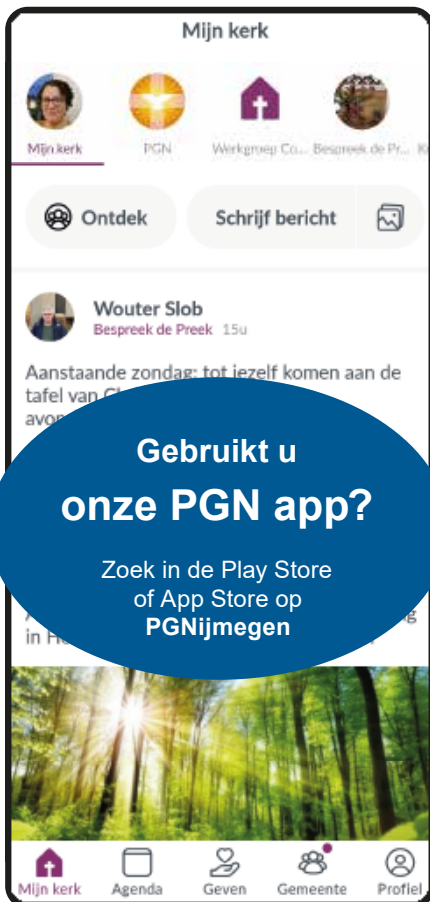 Mijn kerk
Mijn kerk PGN Werkgroep Co... Bespreek de Pr...
Ontdek Schrijf bericht
Wouter Slob
Bespreek de Preek 15u
Aanstaande zondag: tot jezelf komen aan de
tafel van
Gebruikt u
onze PGN app?
Zoek in de Play Store
of App Store op
PGNijmegen
in
Mijn kerk Agenda Geven Gemeente Profiel